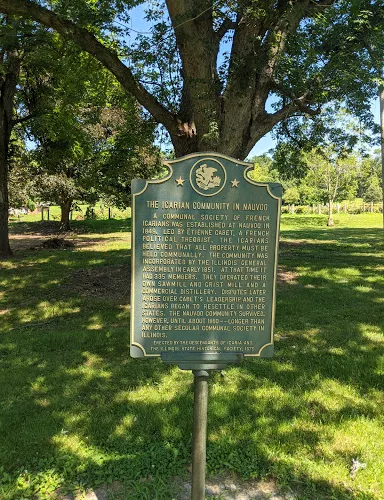 THE ICARIAN COMMUNITY IN NAUVOO
A COMMUNAL SOCIETY OF FRENCH
ICARIANS WAS ESTABLISHED AT NAUVOO IN
1849. LED BY ETIENNE CABET, A FRENCH
POLITICAL THEORIST, THE ICARIANS
BELIEVED THAT ALL PROPERTY MUST BE
HELD COMMUNALLY. THE COMMUNITY WAS
INCORPORATED BY THE ILLINOIS GENERAL
ASSEMBLY IN EARLY 1851. AT THAT TIME IT
HAD 335 MEMBERS. THEY OPERATED THEIR
OWN SAWMILL AND GRIST MILL AND A
COMMERCIAL DISTILLERY. DISPUTES LATER
AROSE OVER CABET'S LEADERSHIP AND THE
ICARIANS BEGAN TO RESETTLE IN OTHER
STATES. THE NAUVOO COMMUNITY SURVIVED,
HOWEVER, UNTIL ABOUT 1860--LONGER THAN
ANY OTHER SECULAR COMMUNAL SOCIETY IN
ILLINOIS.
ERECTED BY THE DESCENDANTS OF ICARIA AND
THE ILLINOIS STATE HISTORICAL SOCIETY,